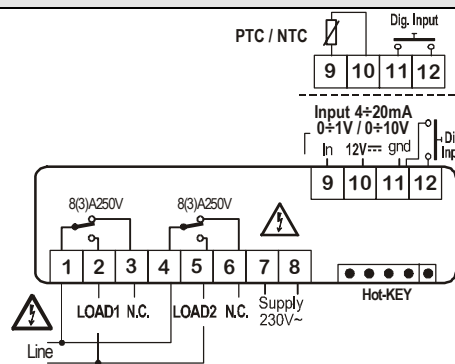 PTC / NTC
Dig. Input
9 10 11 12
Input 4÷20mA
0÷1V / 0÷10V
In 12V gnd
Dig
Inp
9 10 11 12
8(3)A250V 8(3)A250V
1 2 3 4 5 6 7 8
LOAD1 N.C. LOAD2 N.C. Supply
230V~
Hot-KEY
Line